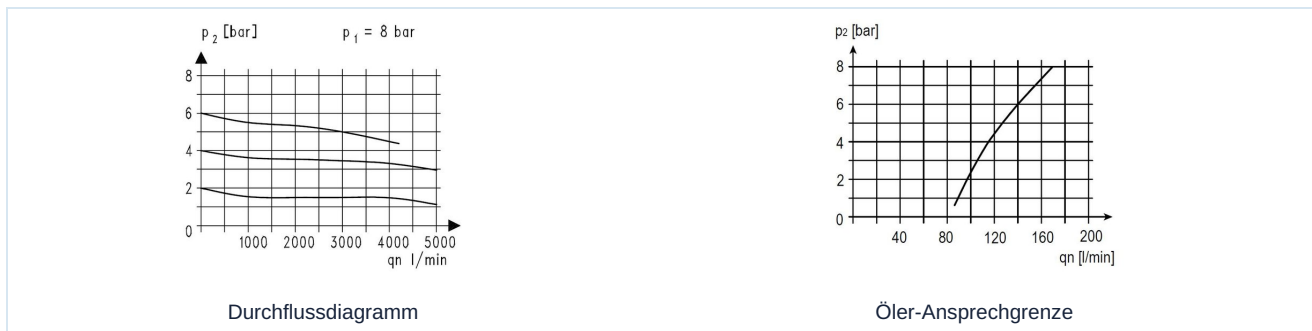 p2 [bar] p1 = 8 bar
8
6
4
2
0
1000 2000 3000 4000 5000
qn l/min
Durchflussdiagramm
p2 [bar]
8
6
4
2
0
40 80 120 160 200
qn [l/min]
Öler-Ansprechgrenze